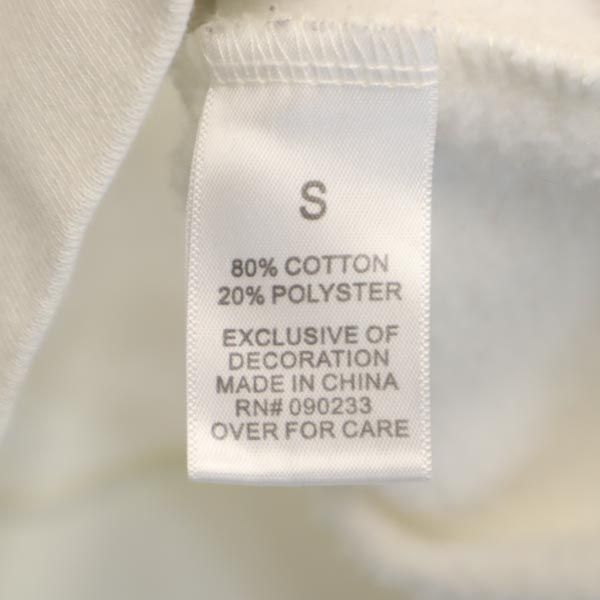 S
80% COTTON
20% POLYSTER
EXCLUSIVE OF
DECORATION
MADE IN CHINA
RN# 090233
OVER FOR CARE